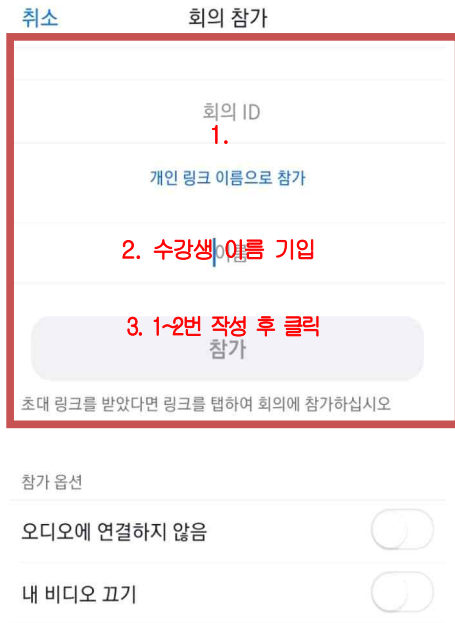 취소 회의 참가
회의 ID
1.
개인 링크 이름으로 참가
2. 수강생 이름 기입
이름
3. 1~2번 작성 후 클릭
참가
초대 링크를 받았다면 링크를 탭하여 회의에 참가하십시오
참가 옵션
오디오에 연결하지 않음
내 비디오 끄기